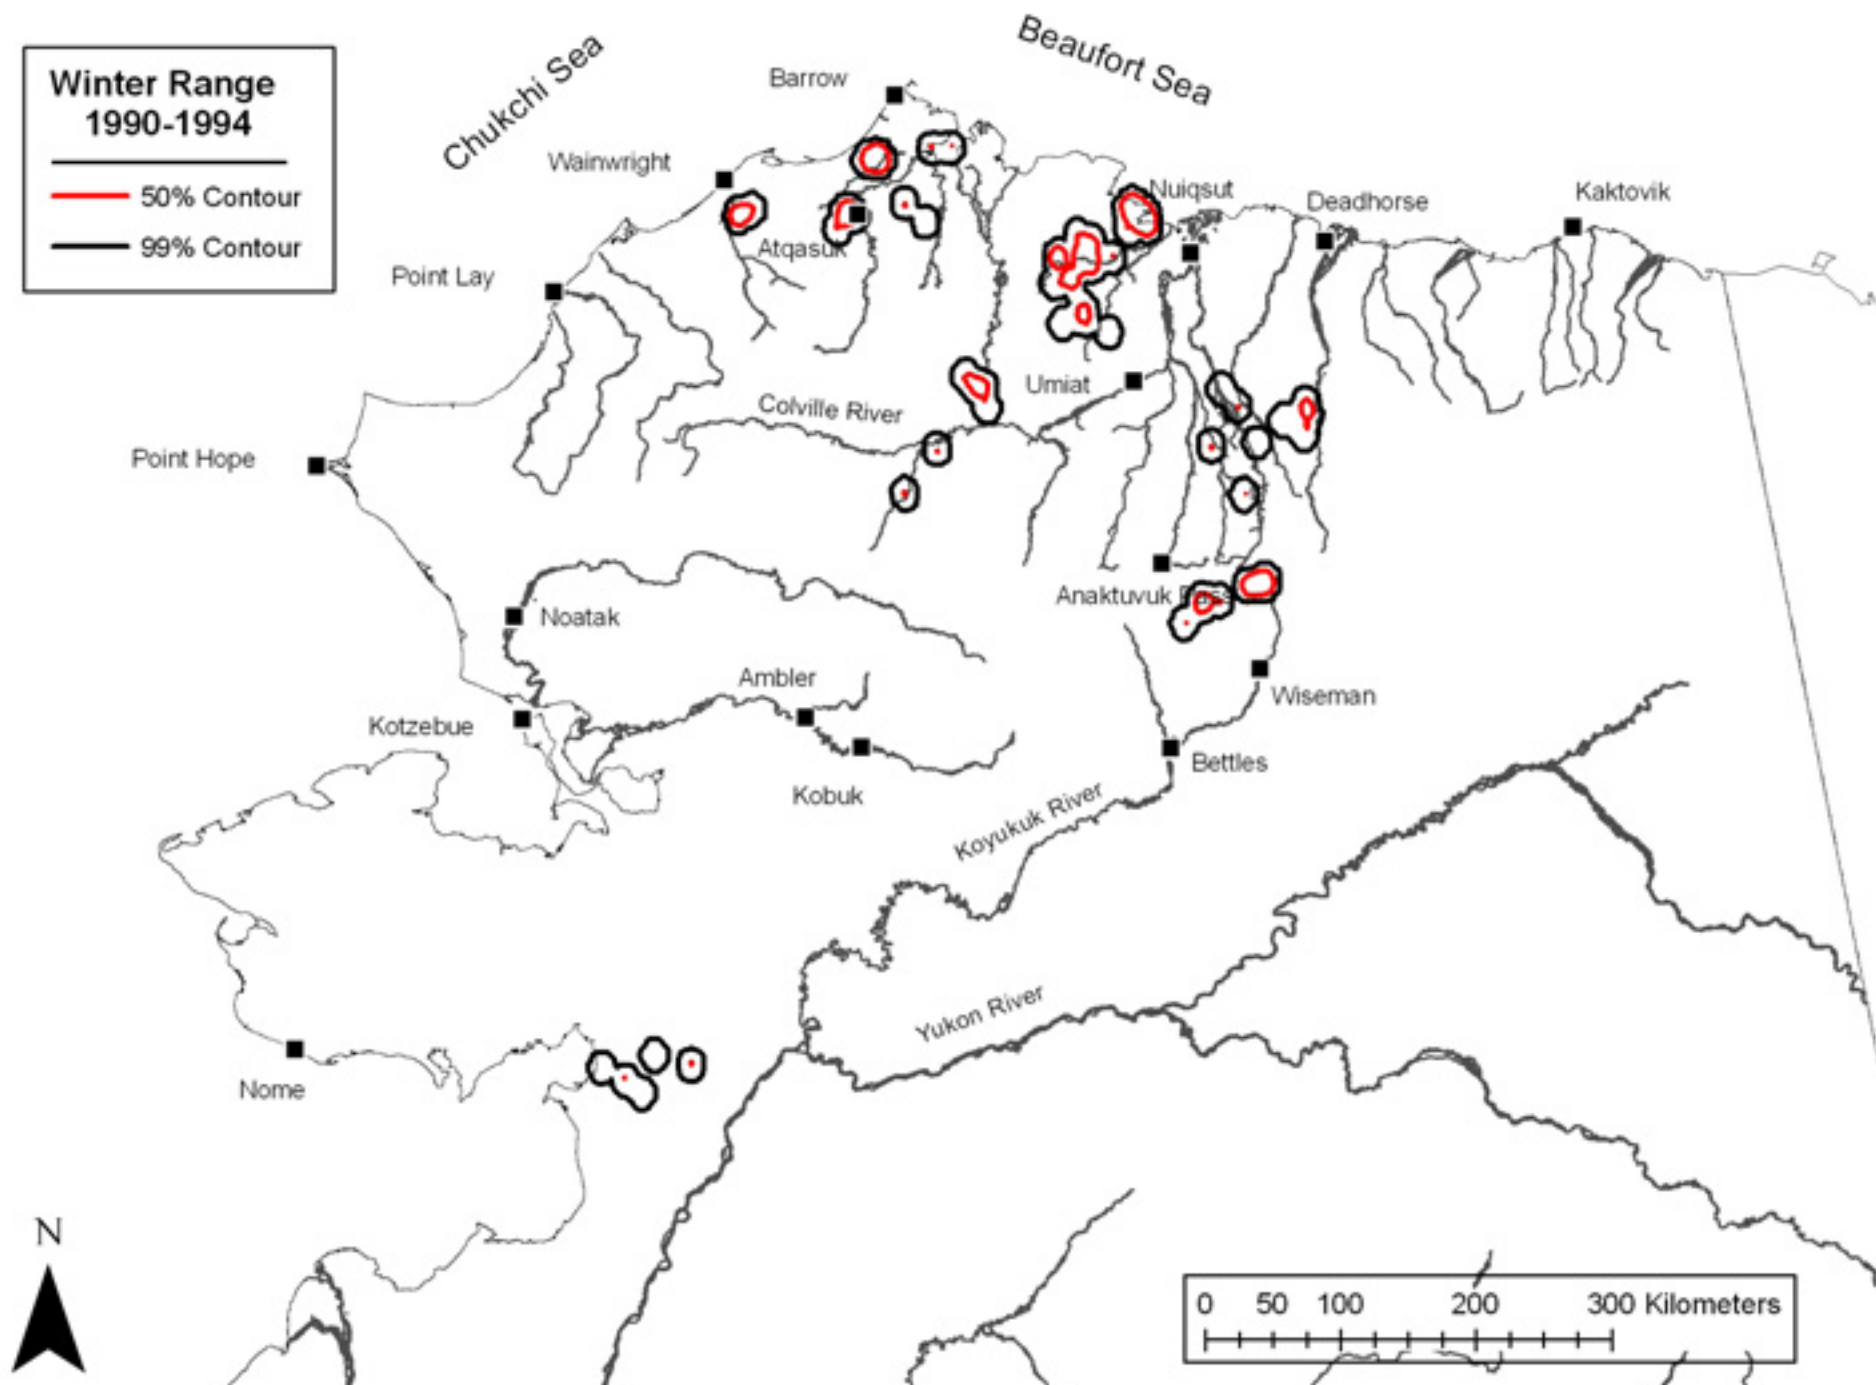 Winter Range
1990-1994
50% Contour
99% Contour
Chukchi Sea
Beaufort Sea
Barrow
Wainwright
Nuiqsut
Deadhorse
Kaktovik
Atqasuk
Point Lay
Umiat
Colville River
Point Hope
Anaktuvuk Pass
Noatak
Ambler
Wiseman
Kotzebue
Bettles
Kobuk
Koyukuk River
Yukon River
Nome
N
0 50 100 200 300 Kilometers